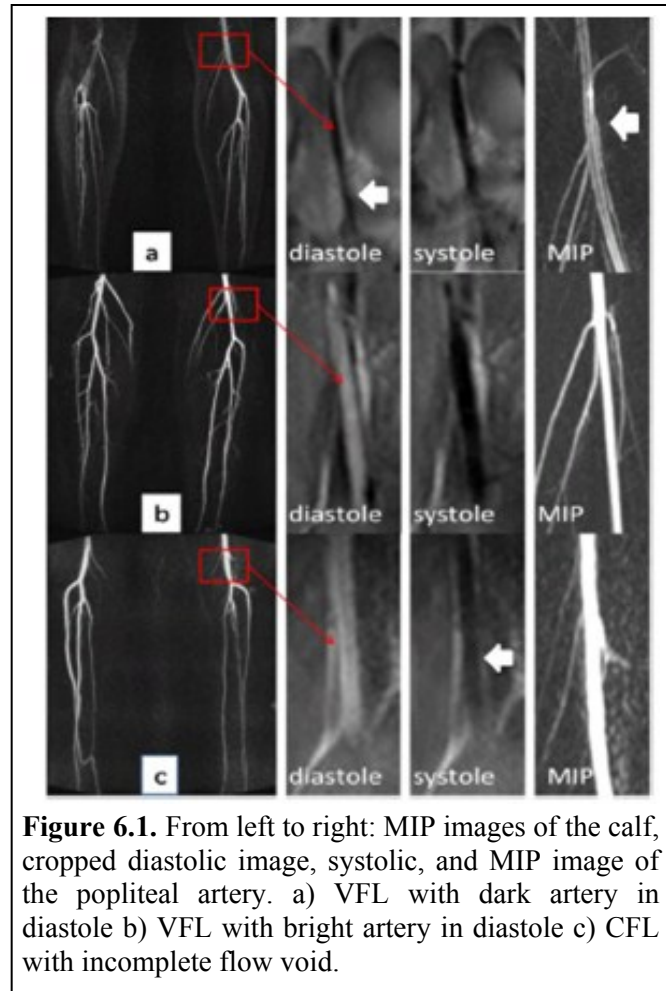 a
diastole
systole
MIP
b
diastole
systole
MIP
c
diastole
systole
MIP
Figure 6.1. From left to right: MIP images of the calf,
cropped diastolic image, systolic, and MIP image of
the popliteal artery. a) VFL with dark artery in
diastole b) VFL with bright artery in diastole c) CFL
with incomplete flow void.